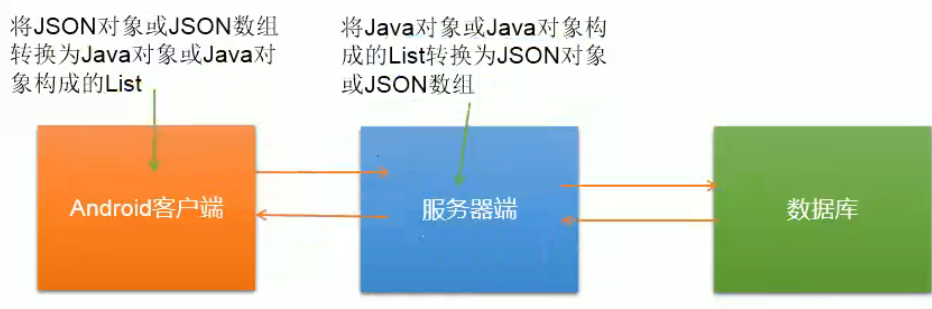 将JSON对象或JSON数组
转换为Java对象或Java对
象构成的List
将Java对象或Java对象构
成的List转换为JSON对象
或JSON数组
Android客户端
服务器端
数据库